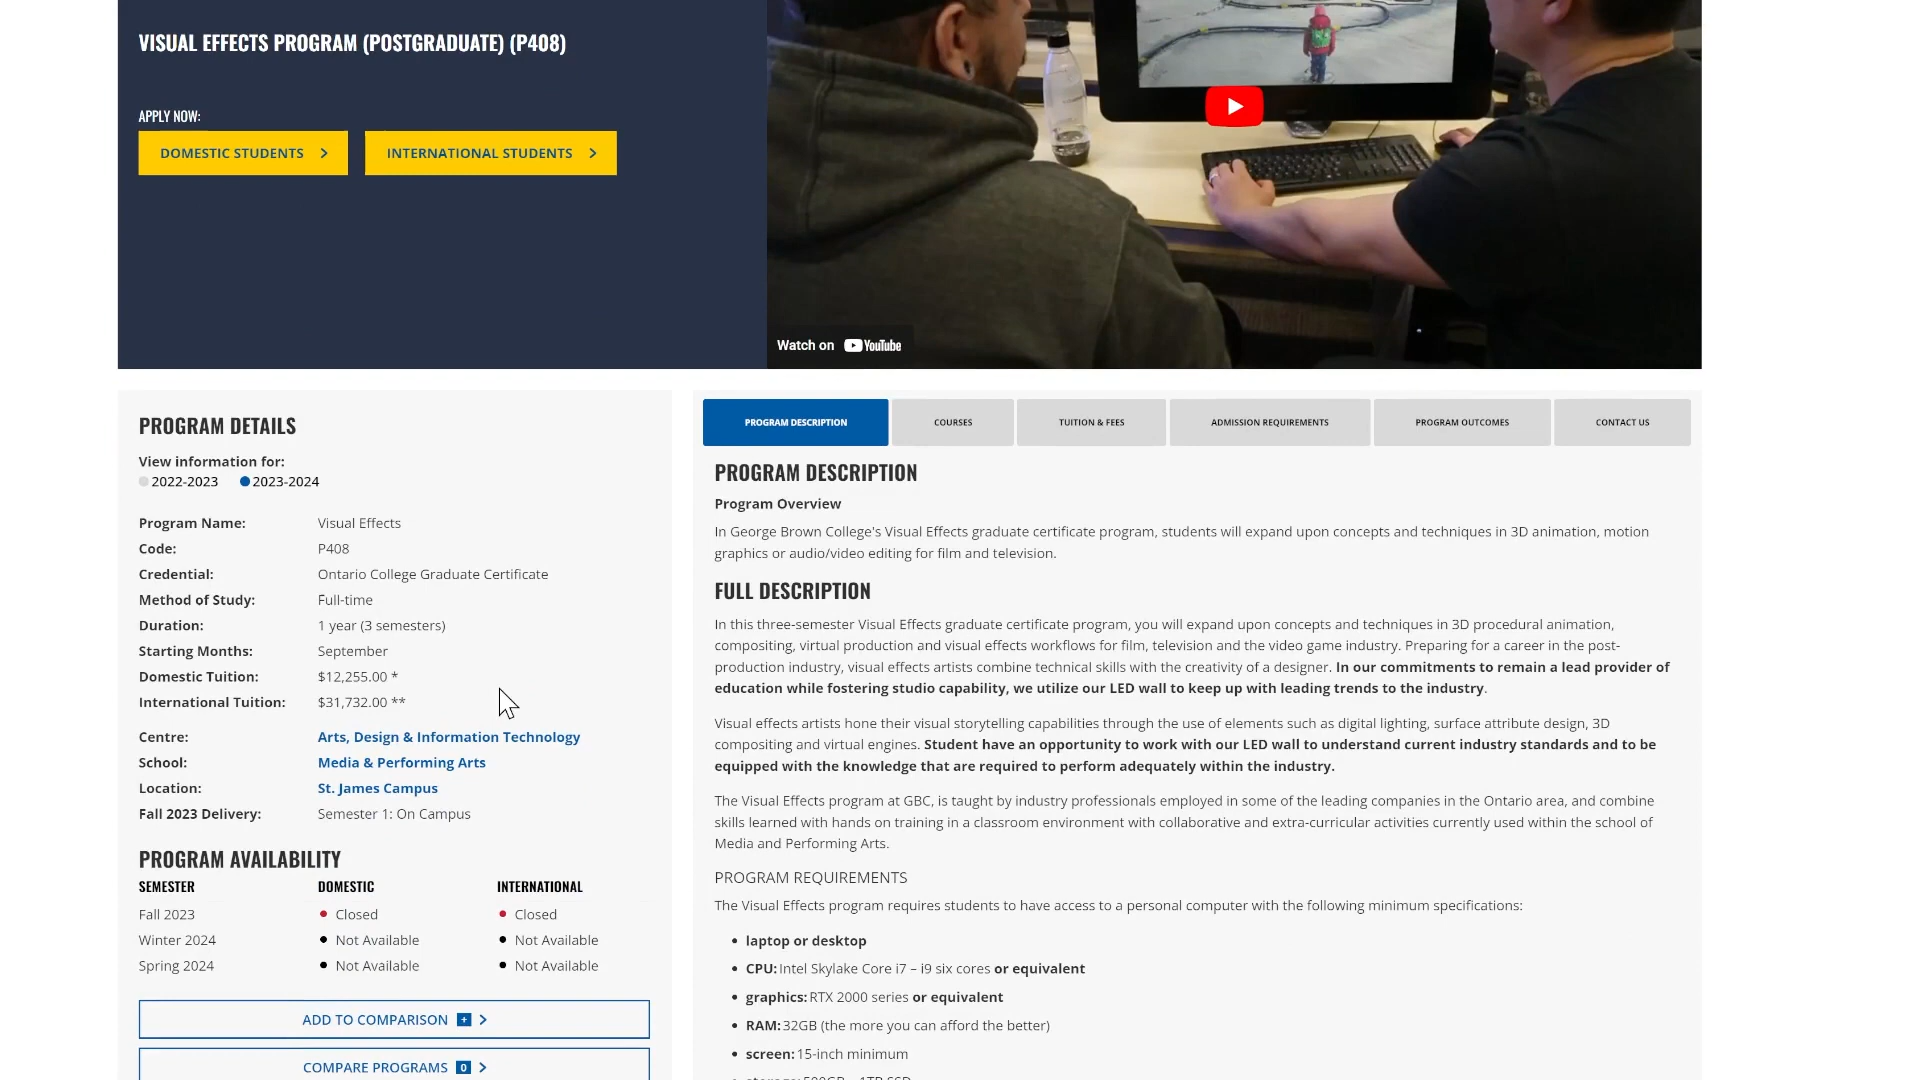 VISUAL EFFECTS PROGRAM (POSTGRADUATE) (P408)
APPLY NOW:
DOMESTIC STUDENTS
INTERNATIONAL STUDENTS
Watch on YouTube
PROGRAM DETAILS
View information for:
2022-2023 2023-2024
Program Name: Visual Effects
Code: P408
Credential: Ontario College Graduate Certificate
Method of Study: Full-time
Duration: 1 year (3 semesters)
Starting Months: September
Domestic Tuition: $12,255.00 *
International Tuition: $31,732.00 **
Centre: Arts, Design & Information Technology
School: Media & Performing Arts
Location: St. James Campus
Fall 2023 Delivery: Semester 1: On Campus
PROGRAM AVAILABILITY
SEMESTER DOMESTIC INTERNATIONAL
Fall 2023 • Closed • Closed
Winter 2024 • Not Available • Not Available
Spring 2024 • Not Available • Not Available
ADD TO COMPARISON +
COMPARE PROGRAMS 0
PROGRAM DESCRIPTION COURSES TUITION & FEES ADMISSION REQUIREMENTS PROGRAM OUTCOMES CONTACT US
PROGRAM DESCRIPTION
Program Overview
In George Brown College's Visual Effects graduate certificate program, students will expand upon concepts and techniques in 3D animation, motion
graphics or audio/video editing for film and television.
FULL DESCRIPTION
In this three-semester Visual Effects graduate certificate program, you will expand upon concepts and techniques in 3D procedural animation,
compositing, virtual production and visual effects workflows for film, television and the video game industry. Preparing for a career in the post-
production industry, visual effects artists combine technical skills with the creativity of a designer. In our commitments to remain a lead provider of
education while fostering studio capability, we utilize our LED wall to keep up with leading trends to the industry.
Visual effects artists hone their visual storytelling capabilities through the use of elements such as digital lighting, surface attribute design, 3D
compositing and virtual engines. Student have an opportunity to work with our LED wall to understand current industry standards and to be
equipped with the knowledge that are required to perform adequately within the industry.
The Visual Effects program at GBC, is taught by industry professionals employed in some of the leading companies in the Ontario area, and combine
skills learned with hands on training in a classroom environment with collaborative and extra-curricular activities currently used within the school of
Media and Performing Arts.
PROGRAM REQUIREMENTS
The Visual Effects program requires students to have access to a personal computer with the following minimum specifications:
• laptop or desktop
• CPU: Intel Skylake Core i7 – i9 six cores or equivalent
• graphics: RTX 2000 series or equivalent
• RAM: 32GB (the more you can afford the better)
• screen: 15-inch minimum
• storage: 500GB – 1TB SSD